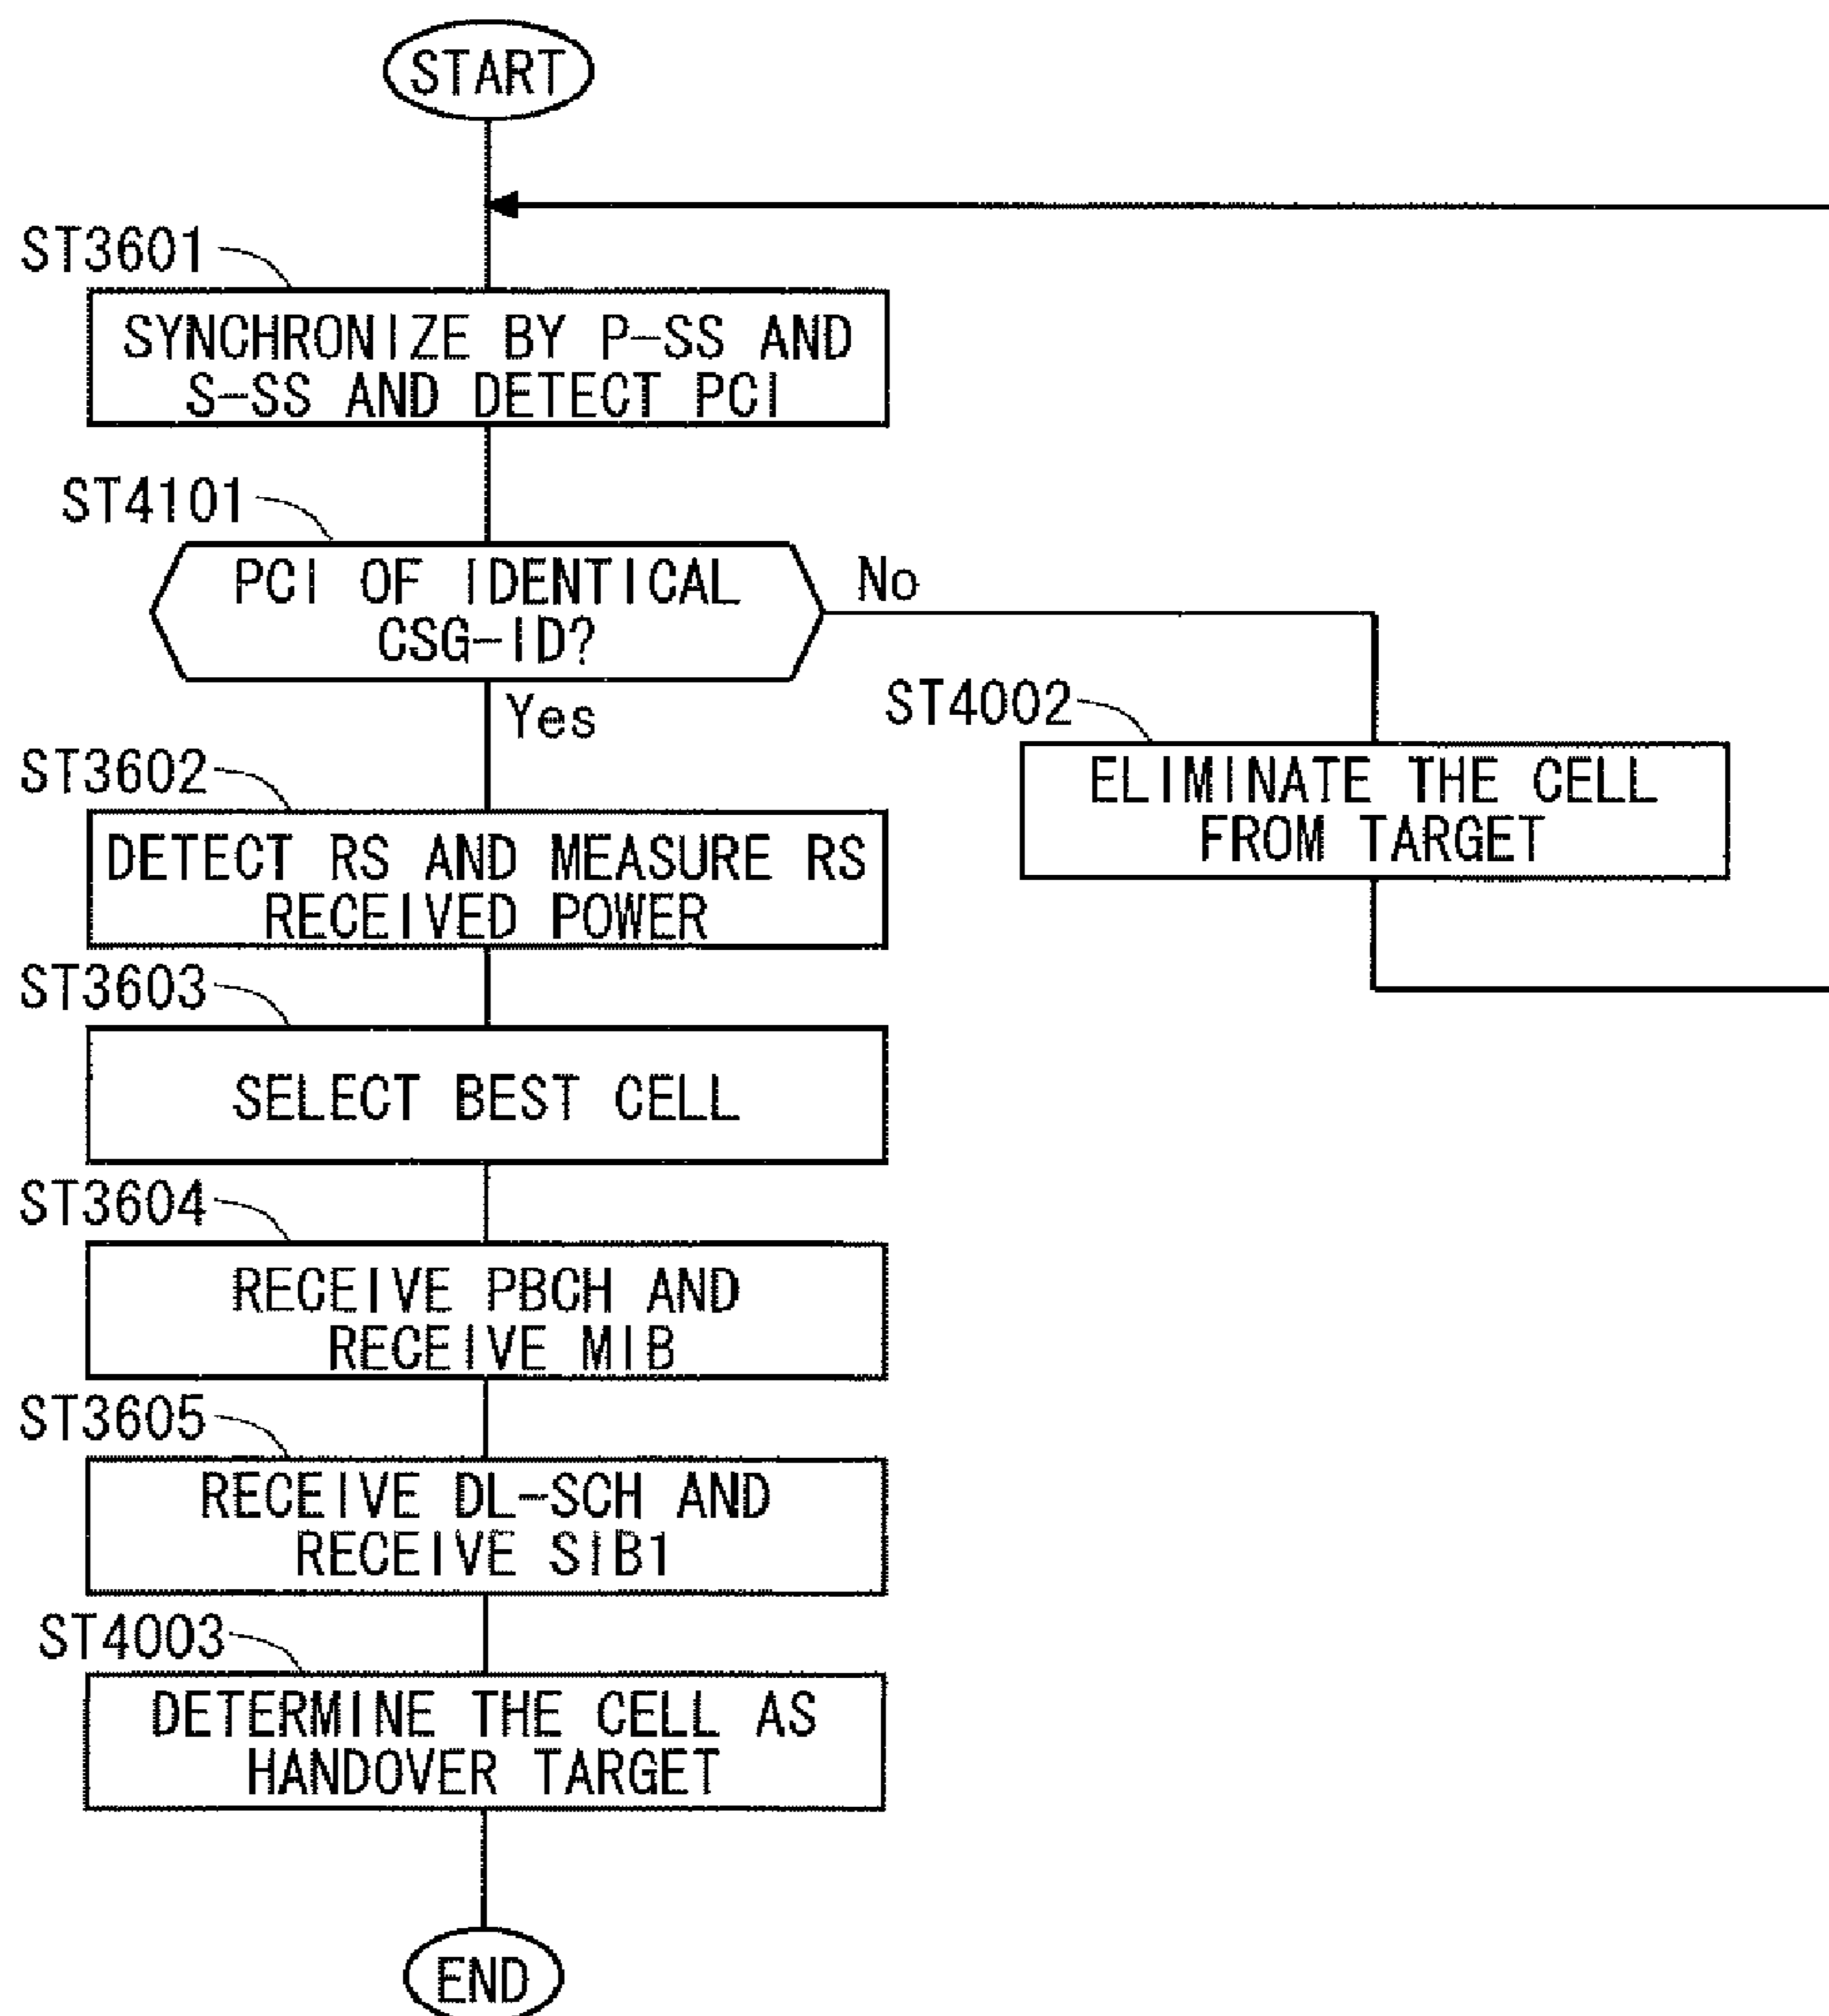 START
ST3601
SYNCHRONIZE BY P-SS AND
S-SS AND DETECT PCI
ST4101
PCI OF IDENTICAL
CSG-ID?
No
Yes
ST4002
ELIMINATE THE CELL
FROM TARGET
ST3602
DETECT RS AND MEASURE RS
RECEIVED POWER
ST3603
SELECT BEST CELL
ST3604
RECEIVE PBCH AND
RECEIVE MIB
ST3605
RECEIVE DL-SCH AND
RECEIVE SIB1
ST4003
DETERMINE THE CELL AS
HANDOVER TARGET
END